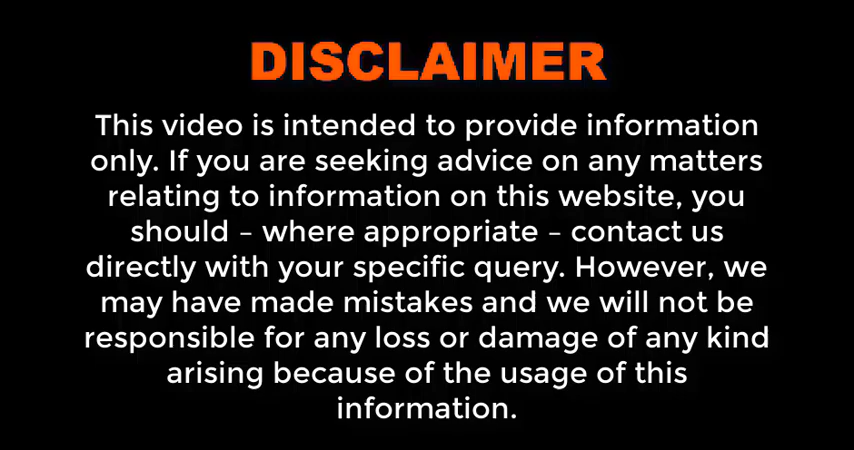 DISCLAIMER
This video is intended to provide information
only. If you are seeking advice on any matters
relating to information on this website, you
should – where appropriate – contact us
directly with your specific query. However, we
may have made mistakes and we will not be
responsible for any loss or damage of any kind
arising because of the usage of this
information.